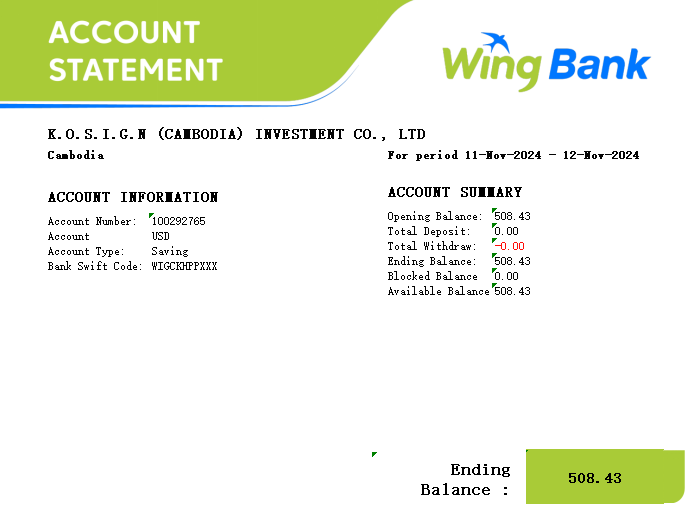 ACCOUNT
STATEMENT
Wing Bank
K.O.S.I.G.N (CAMBODIA) INVESTMENT CO., LTD
Cambodia
For period 11-Nov-2024 - 12-Nov-2024
ACCOUNT INFORMATION
Account Number: 100292765
Account USD
Account Type: Saving
Bank Swift Code: WIGCKHPPXXX
ACCOUNT SUMMARY
Opening Balance: 508.43
Total Deposit: 0.00
Total Withdraw: -0.00
Ending Balance: 508.43
Blocked Balance 0.00
Available Balance 508.43
Ending
Balance :
508.43